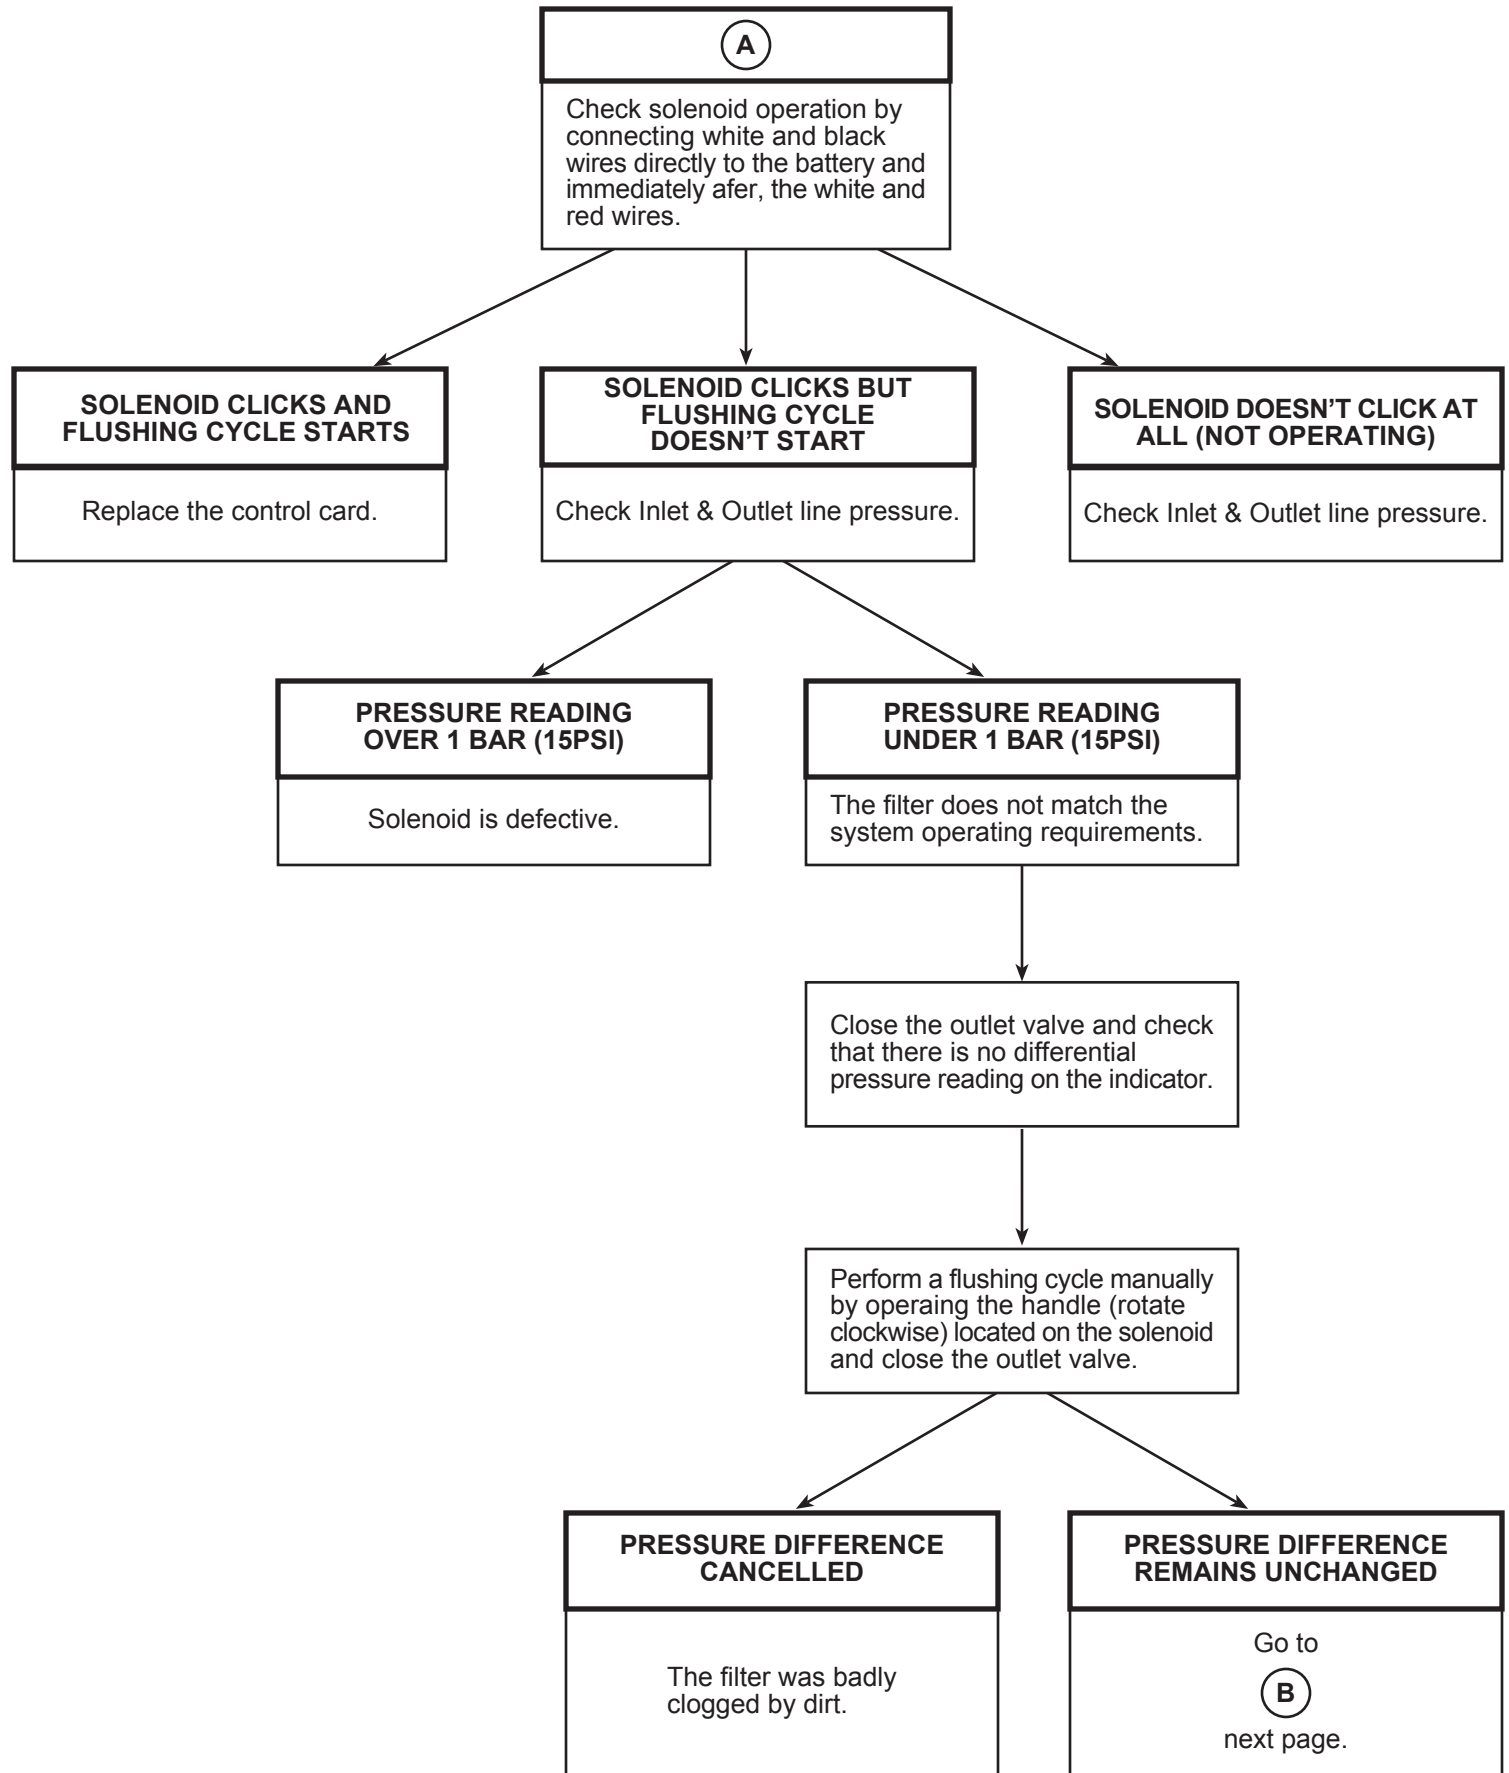 A
Check solenoid operation by
connecting white and black
wires directly to the battery and
immediately afer, the white and
red wires.
SOLENOID CLICKS AND
FLUSHING CYCLE STARTS
Replace the control card.
SOLENOID CLICKS BUT
FLUSHING CYCLE
DOESN’T START
Check Inlet & Outlet line pressure.
SOLENOID DOESN’T CLICK AT
ALL (NOT OPERATING)
Check Inlet & Outlet line pressure.
PRESSURE READING
OVER 1 BAR (15PSI)
Solenoid is defective.
PRESSURE READING
UNDER 1 BAR (15PSI)
The filter does not match the
system operating requirements.
Close the outlet valve and check
that there is no differential
pressure reading on the indicator.
Perform a flushing cycle manually
by operaing the handle (rotate
clockwise) located on the solenoid
and close the outlet valve.
PRESSURE DIFFERENCE
CANCELLED
The filter was badly
clogged by dirt.
PRESSURE DIFFERENCE
REMAINS UNCHANGED
Go to
B
next page.